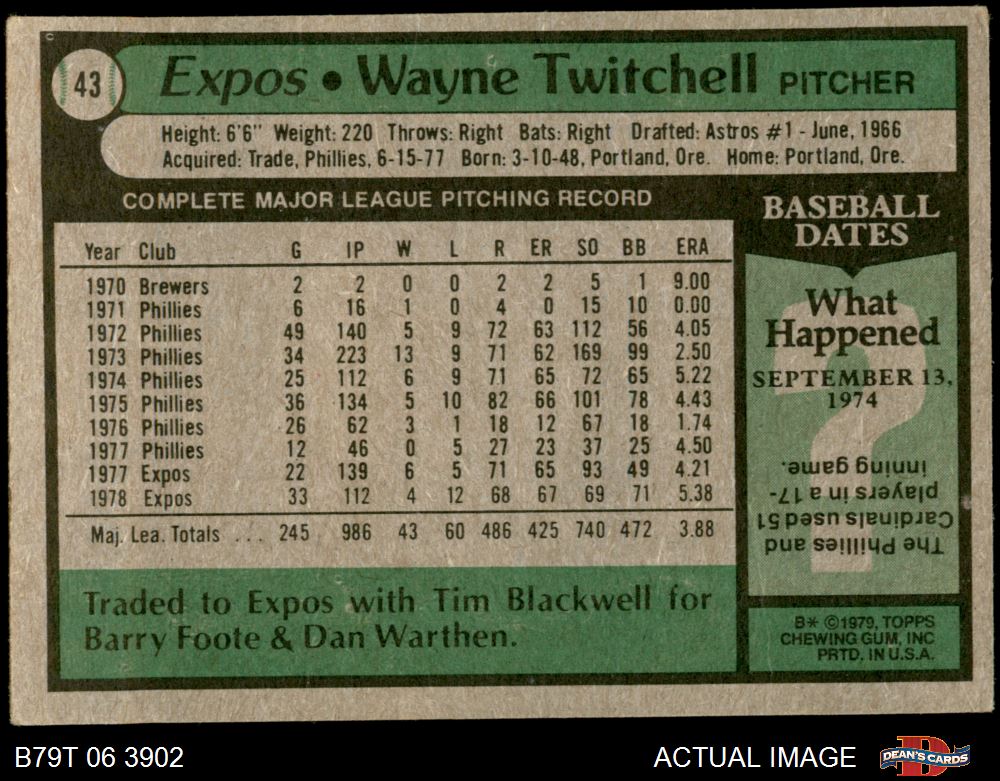 43
Expos • Wayne Twitchell PITCHER
Height: 6'6" Weight: 220 Throws: Right Bats: Right Drafted: Astros #1 - June, 1966
Acquired: Trade, Phillies, 6-15-77 Born: 3-10-48, Portland, Ore. Home: Portland, Ore.
COMPLETE MAJOR LEAGUE PITCHING RECORD
Year Club G IP W L R ER SO BB ERA
1970 Brewers 2 2 0 0 2 2 5 1 9.00
1971 Phillies 6 16 1 0 4 0 15 10 0.00
1972 Phillies 49 140 5 9 72 63 112 56 4.05
1973 Phillies 34 223 13 9 71 62 169 99 2.50
1974 Phillies 25 112 6 9 71 65 72 65 5.22
1975 Phillies 36 134 5 10 82 66 101 78 4.43
1976 Phillies 26 62 3 1 18 12 67 18 1.74
1977 Phillies 12 46 0 5 27 23 37 25 4.50
1977 Expos 22 139 6 5 71 65 93 49 4.21
1978 Expos 33 112 4 12 68 67 69 71 5.38
Maj. Lea. Totals ... 245 986 43 60 486 425 740 472 3.88
Traded to Expos with Tim Blackwell for
Barry Foote & Dan Warthen.
BASEBALL
DATES
What
Happened
SEPTEMBER 13,
1974
The Phillies and
Cardinals used 51
players in a 17-
inning game.
B* ©1979, TOPPS
CHEWING GUM, INC
PRTD. IN U.S.A.
B79T 06 3902
ACTUAL IMAGE
DEAN'S CARDS